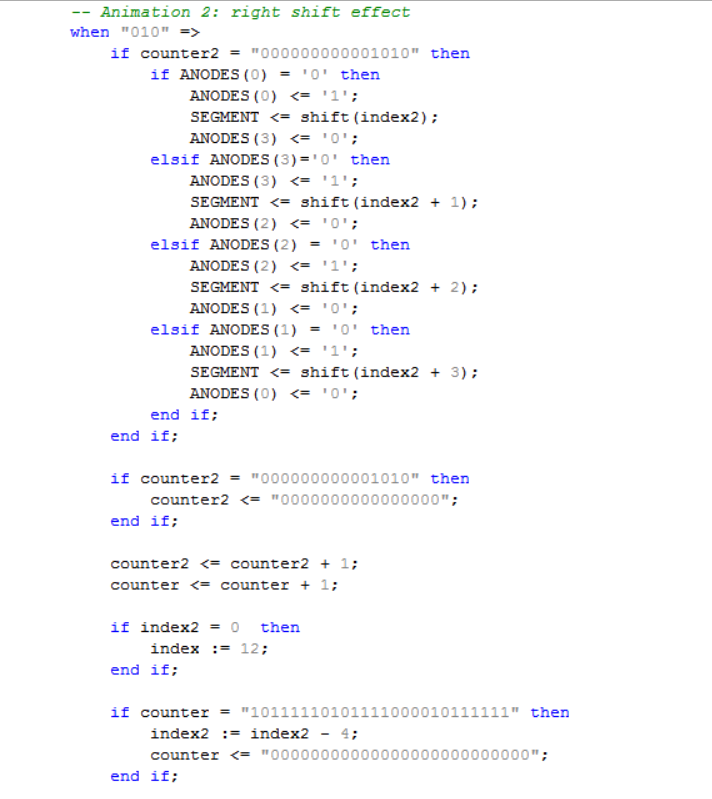 -- Animation 2: right shift effect
when "010" =>
if counter2 = "000000000001010" then
if ANODES(0) = '0' then
ANODES(0) <= '1';
SEGMENT <= shift(index2);
ANODES(3) <= '0';
elsif ANODES(3)='0' then
ANODES(3) <= '1';
SEGMENT <= shift(index2 + 1);
ANODES(2) <= '0';
elsif ANODES(2) = '0' then
ANODES(2) <= '1';
SEGMENT <= shift(index2 + 2);
ANODES(1) <= '0';
elsif ANODES(1) = '0' then
ANODES(1) <= '1';
SEGMENT <= shift(index2 + 3);
ANODES(0) <= '0';
end if;
end if;
if counter2 = "000000000001010" then
counter2 <= "0000000000000000";
end if;
counter2 <= counter2 + 1;
counter <= counter + 1;
if index2 = 0  then
index := 12;
end if;
if counter = "10111110101111000010111111" then
index2 := index2 - 4;
counter <= "00000000000000000000000000";
end if;